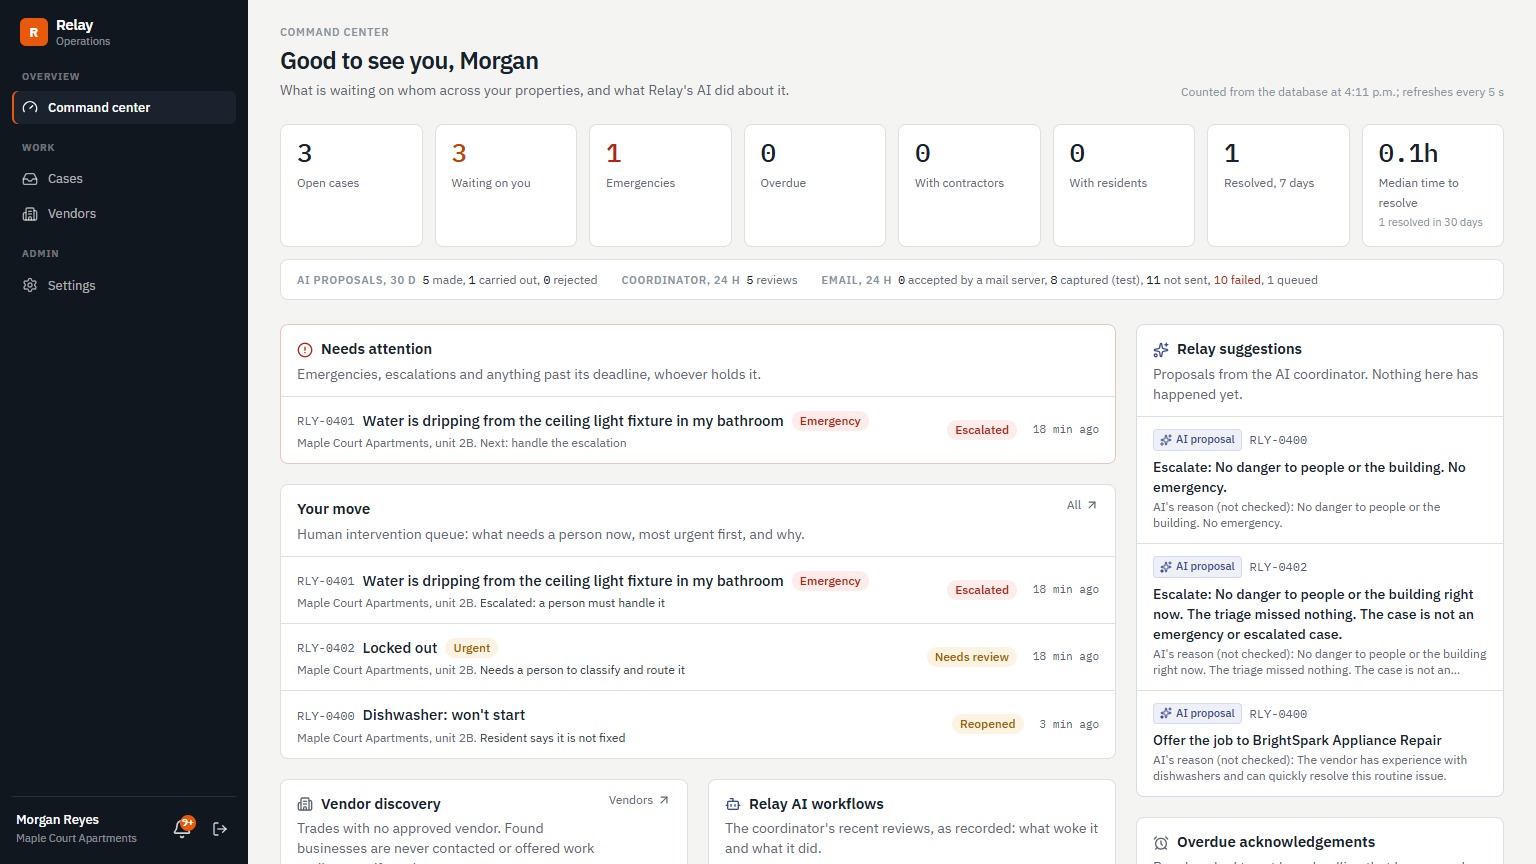 R
Relay
Operations
OVERVIEW
Command center
WORK
Cases
Vendors
ADMIN
Settings
Morgan Reyes
Maple Court Apartments
9+
COMMAND CENTER
Good to see you, Morgan
What is waiting on whom across your properties, and what Relay's AI did about it.
Counted from the database at 4:11 p.m.; refreshes every 5 s
3
Open cases
3
Waiting on you
1
Emergencies
0
Overdue
0
With contractors
0
With residents
1
Resolved, 7 days
0.1h
Median time to
resolve
1 resolved in 30 days
AI PROPOSALS, 30 D 5 made, 1 carried out, 0 rejected COORDINATOR, 24 H 5 reviews EMAIL, 24 H 0 accepted by a mail server, 8 captured (test), 11 not sent, 10 failed, 1 queued
Needs attention
Emergencies, escalations and anything past its deadline, whoever holds it.
RLY-0401 Water is dripping from the ceiling light fixture in my bathroom Emergency
Maple Court Apartments, unit 2B. Next: handle the escalation
Escalated 18 min ago
Your move
All
Human intervention queue: what needs a person now, most urgent first, and why.
RLY-0401 Water is dripping from the ceiling light fixture in my bathroom Emergency
Maple Court Apartments, unit 2B. Escalated: a person must handle it
Escalated 18 min ago
RLY-0402 Locked out Urgent
Maple Court Apartments, unit 2B. Needs a person to classify and route it
Needs review 18 min ago
RLY-0400 Dishwasher: won't start
Maple Court Apartments, unit 2B. Resident says it is not fixed
Reopened 3 min ago
Vendor discovery
Vendors
Trades with no approved vendor. Found
businesses are never contacted or offered work
Relay AI workflows
The coordinator's recent reviews, as recorded: what woke it
and what it did.
Relay suggestions
Proposals from the AI coordinator. Nothing here has
happened yet.
AI proposal RLY-0400
Escalate: No danger to people or the building. No
emergency.
AI's reason (not checked): No danger to people or the
building. No emergency.
AI proposal RLY-0402
Escalate: No danger to people or the building right
now. The triage missed nothing. The case is not an
emergency or escalated case.
AI's reason (not checked): No danger to people or the building
right now. The triage missed nothing. The case is not an...
AI proposal RLY-0400
Offer the job to BrightSpark Appliance Repair
AI's reason (not checked): The vendor has experience with
dishwashers and can quickly resolve this routine issue.
Overdue acknowledgements